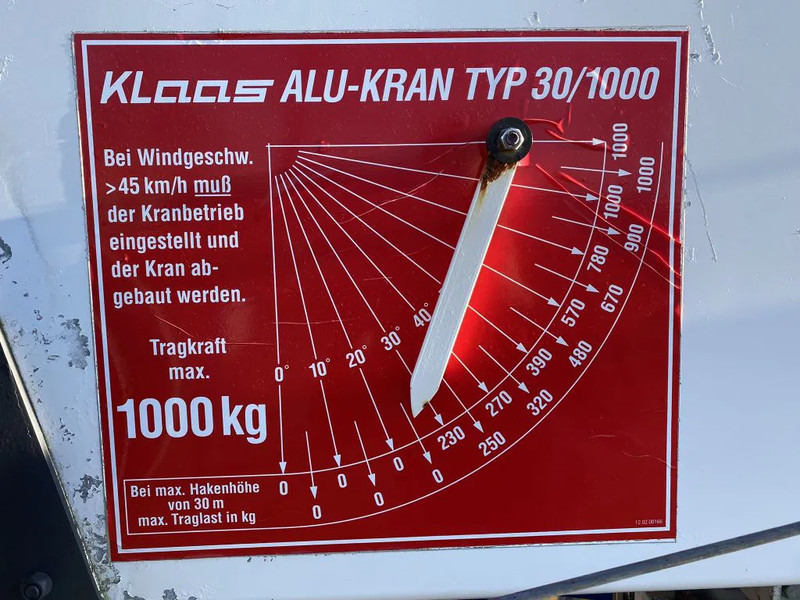 KLaas ALU-KRAN TYP 30/1000
Bei Windgeschw.
>45 km/h muß
der Kranbetrieb
eingestellt und
der Kran ab-
gebaut werden.
Tragkraft
max.
1000 kg
0° 10° 20° 30° 40°
0
0
0
0
0
0
230
250
270
320
390
480
570
670
780
900
1000
1000
1000
Bei max. Hakenhöhe
von 30 m
max. Traglast in kg